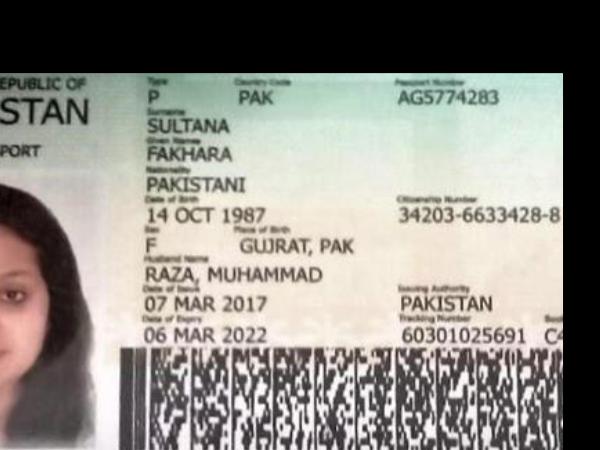 EPUBLIC OF
STAN
PORT
Type Country Code Passport Number
P PAK AG5774283
Surname
SULTANA
Given Names
FAKHARA
Nationality
PAKISTANI
Date of Birth Citizenship Number
14 OCT 1987 34203-6633428-8
Sex Place of Birth
F GUJRAT, PAK
Husband Name
RAZA, MUHAMMAD
Date of Issue Issuing Authority
07 MAR 2017 PAKISTAN
Date of Expiry Tracking Number
06 MAR 2022 60301025691